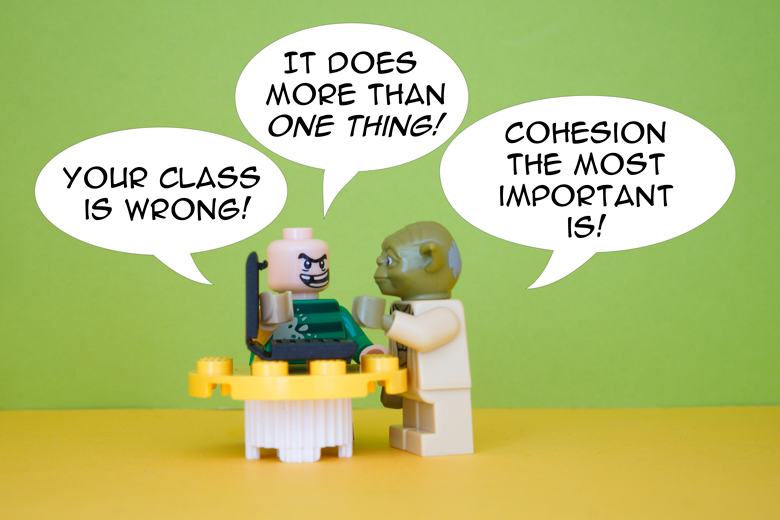 YOUR CLASS
IS WRONG!
IT DOES
MORE THAN
ONE THING!
COHESION
THE MOST
IMPORTANT
IS!